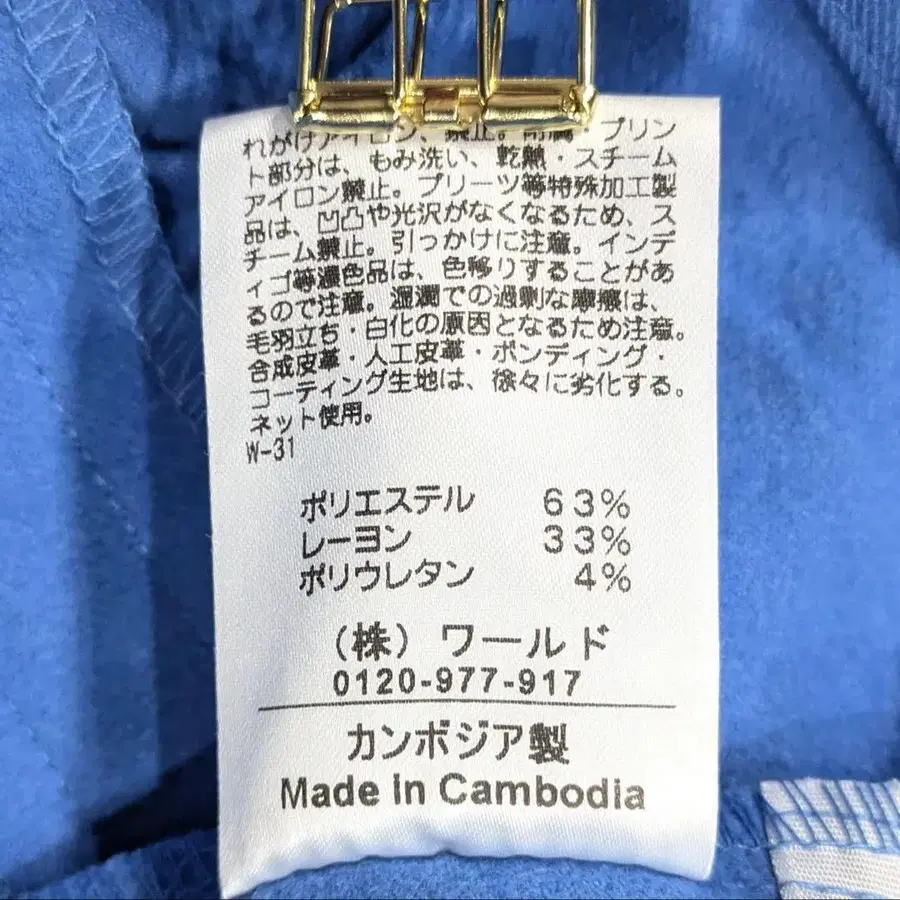 れがけアイロン、禁止。附属、プリン
ト部分は、もみ洗い、乾熱・スチーム
アイロン禁止。プリーツ等特殊加工製
品は、凹凸や光沢がなくなるため、ス
チーム禁止。引っかけに注意。インデ
ィゴ等濃色品は、色移りすることがあ
るので注意。湿潤での過剰な摩擦は、
毛羽立ち・白化の原因となるため注意。
合成皮革・人工皮革・ボンディング・
コーティング生地は、徐々に劣化する。
ネット使用。
W-31
ポリエステル 63%
レーヨン 33%
ポリウレタン 4%
(株) ワールド
0120-977-917
カンボジア製
Made in Cambodia